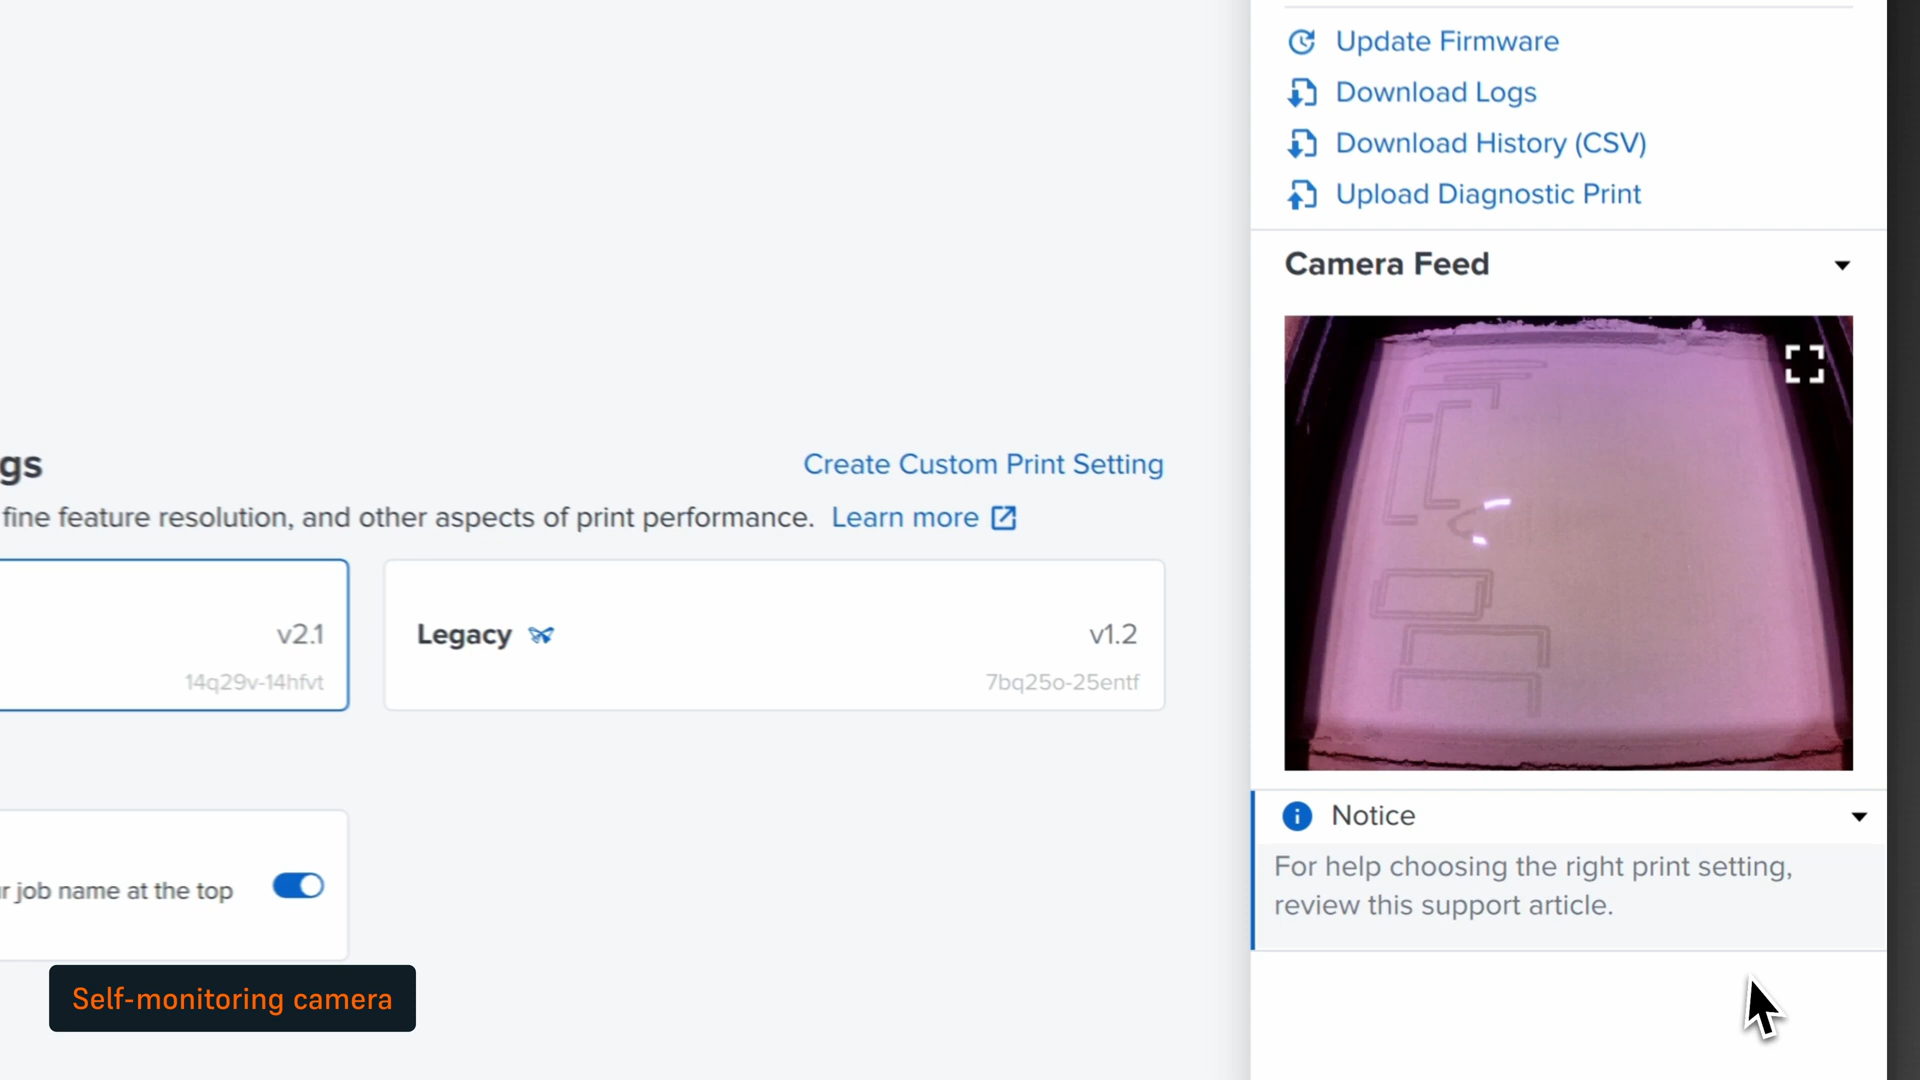 Update Firmware
Download Logs
Download History (CSV)
Upload Diagnostic Print
Camera Feed
gs
Create Custom Print Setting
fine feature resolution, and other aspects of print performance. Learn more
v2.1
14q29v-14hfvt
Legacy
v1.2
7bq25o-25entf
r job name at the top
Notice
For help choosing the right print setting,
review this support article.
Self-monitoring camera